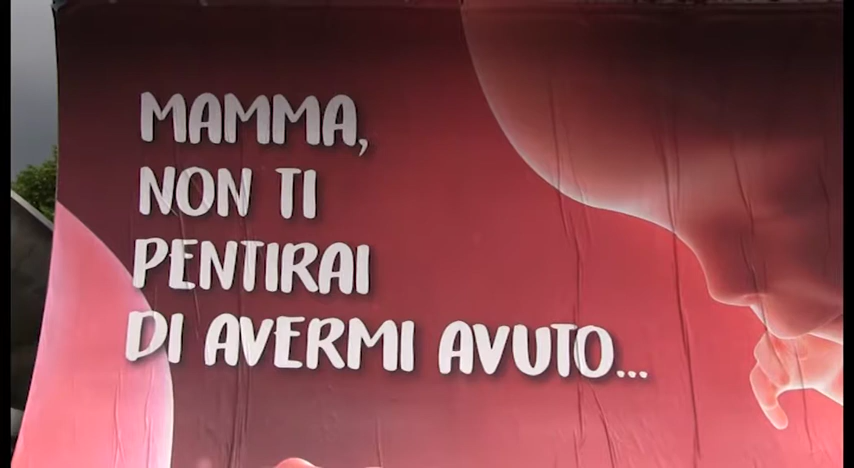 MAMMA,
NON TI
PENTIRAI
DI AVERMI AVUTO...